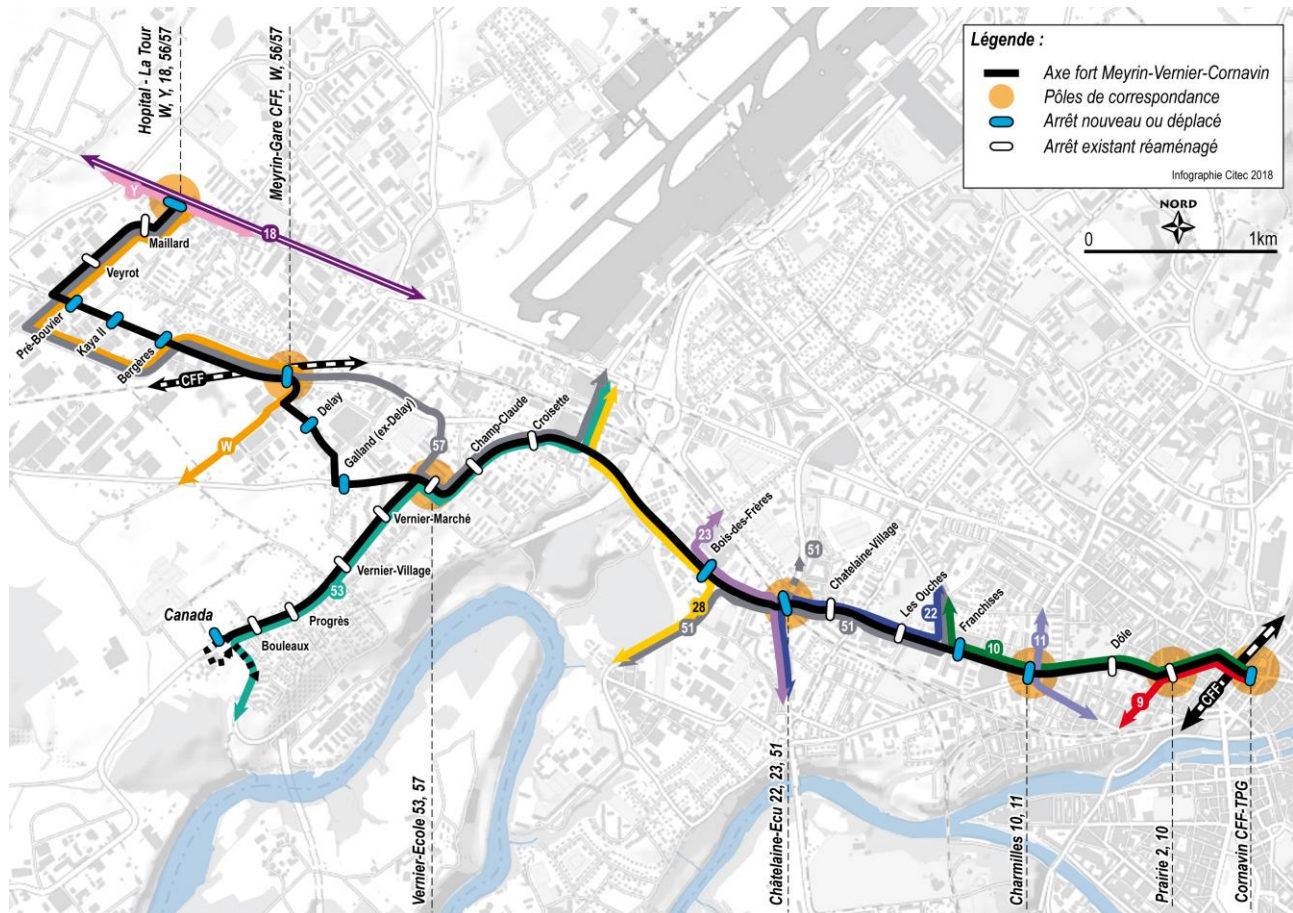 Hopital - La Tour
W, Y, 18, 56/57
Meyrin-Gare CFF, W, 56/57
Légende :
Axe fort Meyrin-Vernier-Cornavin
Pôles de correspondance
Arrêt nouveau ou déplacé
Arrêt existant réaménagé
Infographie Citec 2018
NORD
0
1km
Y
18
Maillard
Veyrot
Pré-Bouvier
Kaya II
Bergères
CFF
W
Delay
Galland (ex-Delay)
57
Champ-Claude
Croisette
Vernier-Marché
Vernier-Village
53
Progrès
Bouleaux
Canada
23
Bois-des-Frères
28
51
51
Chatelaine-Village
51
Les Ouches
22
Franchises
10
11
Dôle
9
CFF
Vernier-Ecole 53, 57
Châtelaine-Ecu 22, 23, 51
Charmilles 10, 11
Prairie 2, 10
Cornavin CFF-TPG